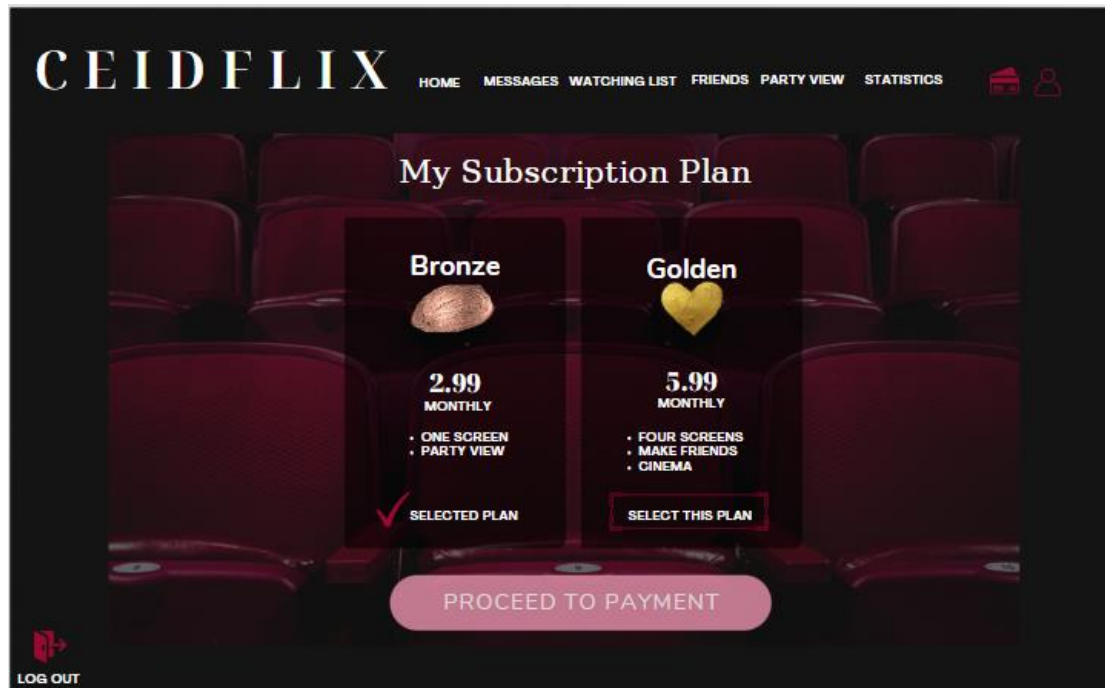 CEIDFLIX
HOME MESSAGES WATCHING LIST FRIENDS PARTY VIEW STATISTICS
My Subscription Plan
Bronze
2.99
MONTHLY
• ONE SCREEN
• PARTY VIEW
SELECTED PLAN
Golden
5.99
MONTHLY
• FOUR SCREENS
• MAKE FRIENDS
• CINEMA
SELECT THIS PLAN
PROCEED TO PAYMENT
LOG OUT